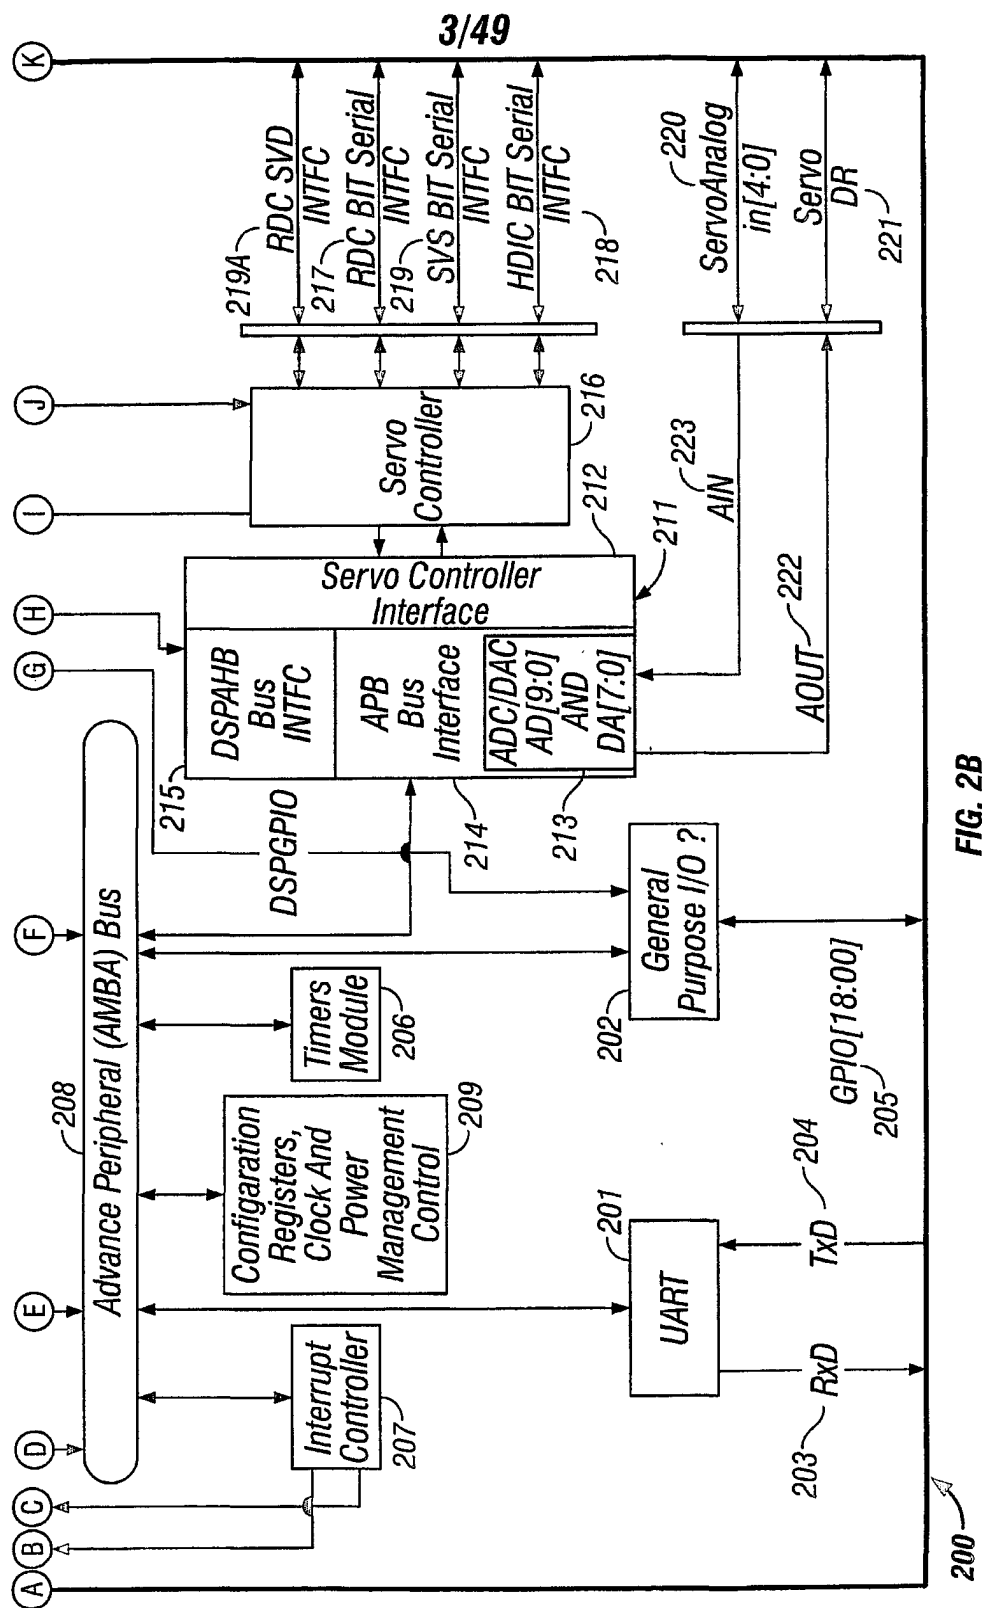 3/49
A
B
C
D
E
F
G
H
I
J
K
208
Advance Peripheral (AMBA) Bus
Interrupt
Controller
207
Configaration
Registers,
Clock And
Power
Management
Control
209
Timers
Module
206
DSPGPIO
215
DSPAHB
Bus
INTFC
APB
Bus
Interface
214
ADC/DAC
AD[9:0]
AND
DA[7:0]
213
Servo Controller
Interface
212
211
Servo
Controller
216
219A
RDC SVD
INTFC
217
RDC BIT Serial
INTFC
219
SVS BIT Serial
INTFC
HDIC BIT Serial
INTFC
218
220
ServoAnalog
in[4:0]
Servo
DR
221
223
AIN
AOUT
222
UART
201
203
RxD
TxD
204
General
Purpose I/O ?
202
GPIO[18:00]
205
200
FIG. 2B